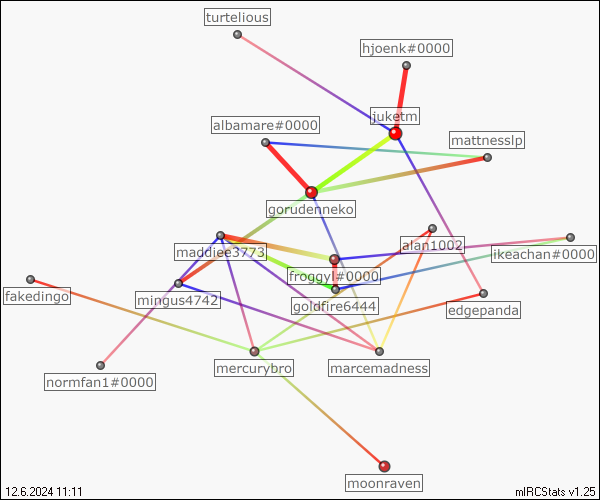 turtelious
hjoenk#0000
juketm
albamare#0000
mattnesslp
gorudenneko
maddiee3773
alan1002
ikeachan#0000
froggyl#0000
fakedingo
mingus4742
goldfire6444
edgepanda
mercurybro
marcemadness
normfan1#0000
moonraven
12.6.2024 11:11
mIRCStats v1.25